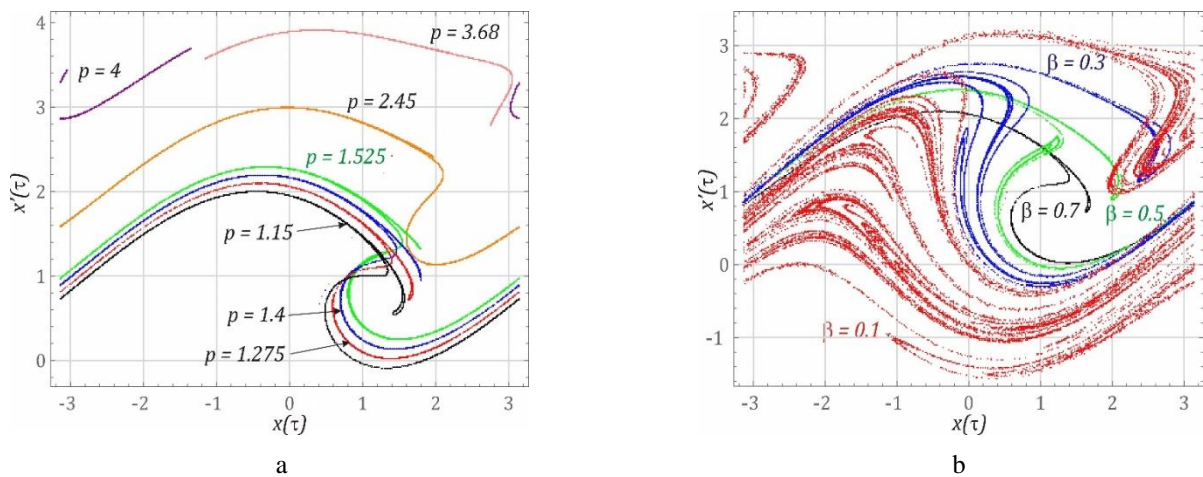 4
3
2
1
0
x'(τ)
p = 4
p = 3.68
p = 2.45
p = 1.525
p = 1.15
p = 1.4
p = 1.275
-3 -2 -1 0 1 2 3
x(τ)
a
3
2
1
0
-1
x'(τ)
β = 0.3
β = 0.7
β = 0.5
β = 0.1
-3 -2 -1 0 1 2 3
x(τ)
b